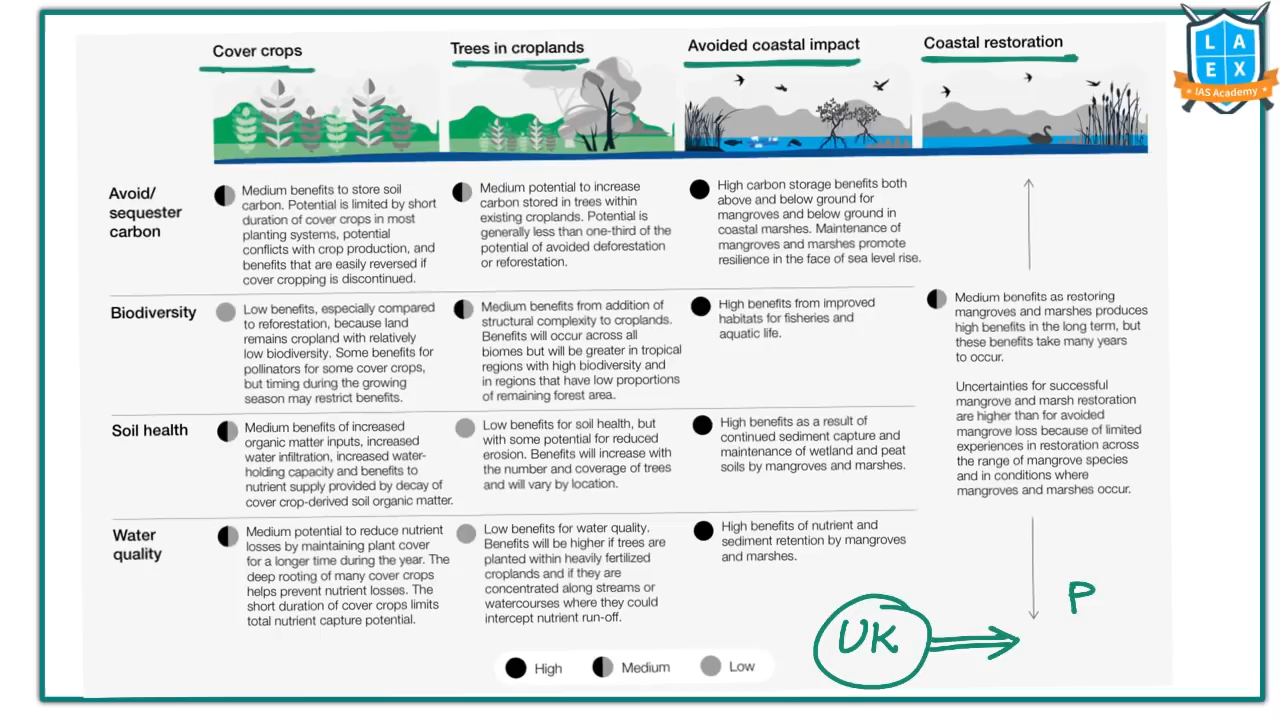 Cover crops
Trees in croplands
Avoided coastal impact
Coastal restoration
L A
E X
IAS Academy
Avoid/
sequester
carbon
Medium benefits to store soil
carbon. Potential is limited by short
duration of cover crops in most
planting systems, potential
conflicts with crop production, and
benefits that are easily reversed if
cover cropping is discontinued.
Medium potential to increase
carbon stored in trees within
existing croplands. Potential is
generally less than one-third of the
potential of avoided deforestation
or reforestation.
High carbon storage benefits both
above and below ground for
mangroves and below ground in
coastal marshes. Maintenance of
mangroves and marshes promote
resilience in the face of sea level rise.
Biodiversity
Low benefits, especially compared
to reforestation, because land
remains cropland with relatively
low biodiversity. Some benefits for
pollinators for some cover crops,
but timing during the growing
season may restrict benefits.
Medium benefits from addition of
structural complexity to croplands.
Benefits will occur across all
biomes but will be greater in tropical
regions with high biodiversity and
in regions that have low proportions
of remaining forest area.
High benefits from improved
habitats for fisheries and
aquatic life.
Medium benefits as restoring
mangroves and marshes produces
high benefits in the long term, but
these benefits take many years
to occur.
Uncertainties for successful
mangrove and marsh restoration
are higher than for avoided
mangrove loss because of limited
experiences in restoration across
the range of mangrove species
and in conditions where
mangroves and marshes occur.
Soil health
Medium benefits of increased
organic matter inputs, increased
water infiltration, increased water-
holding capacity and benefits to
nutrient supply provided by decay of
cover crop-derived soil organic matter.
Low benefits for soil health, but
with some potential for reduced
erosion. Benefits will increase with
the number and coverage of trees
and will vary by location.
High benefits as a result of
continued sediment capture and
maintenance of wetland and peat
soils by mangroves and marshes.
Water
quality
Medium potential to reduce nutrient
losses by maintaining plant cover
for a longer time during the year. The
deep rooting of many cover crops
helps prevent nutrient losses. The
short duration of cover crops limits
total nutrient capture potential.
Low benefits for water quality.
Benefits will be higher if trees are
planted within heavily fertilized
croplands and if they are
concentrated along streams or
watercourses where they could
intercept nutrient run-off.
High benefits of nutrient and
sediment retention by mangroves
and marshes.
P
UK
High
Medium
Low